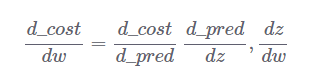 d_cost/dw = d_cost/d_pred d_pred/dz , dz/dw